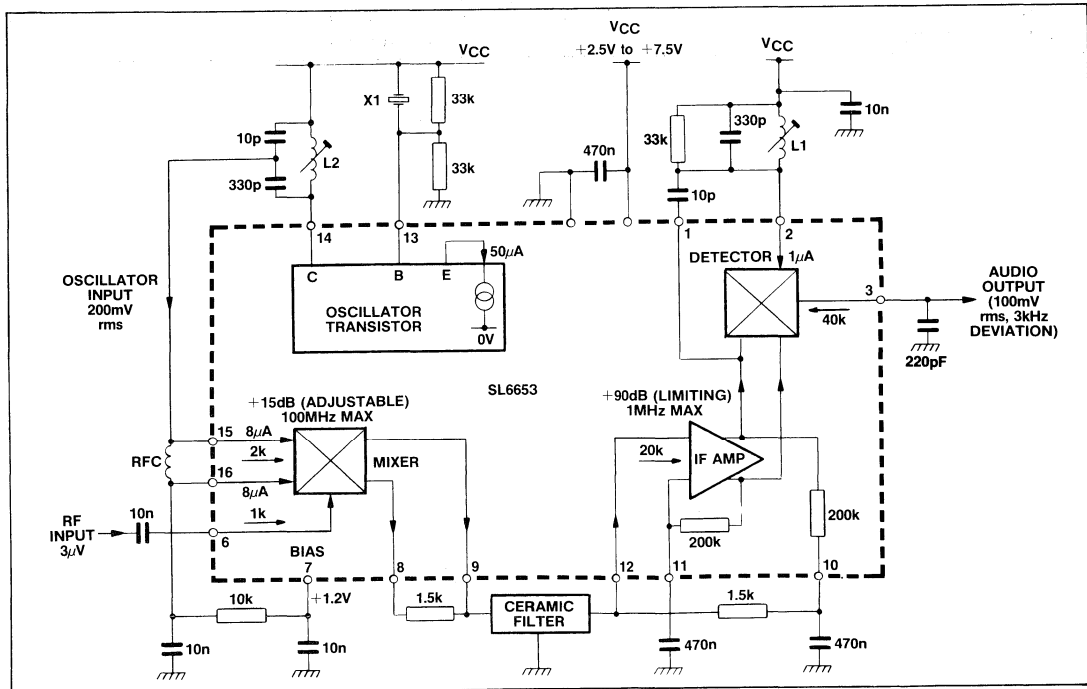 VCC
VCC
+2.5V to +7.5V
VCC
X1
33k
33k
10p
L2
330p
470n
33k
330p
L1
10n
10p
14
13
1
2
OSCILLATOR
INPUT
200mV
rms
C
B
E
50µA
OSCILLATOR
TRANSISTOR
0V
DETECTOR
1µA
3
40k
AUDIO
OUTPUT
(100mV
rms, 3kHz
DEVIATION)
220pF
SL6653
+15dB (ADJUSTABLE)
100MHz MAX
+90dB (LIMITING)
1MHz MAX
15
8µA
2k
RFC
16
8µA
MIXER
20k
IF AMP
RF
INPUT
3µV
10n
1k
6
BIAS
7
8
9
12
11
200k
200k
10
+1.2V
10k
1.5k
CERAMIC
FILTER
1.5k
10n
10n
470n
470n